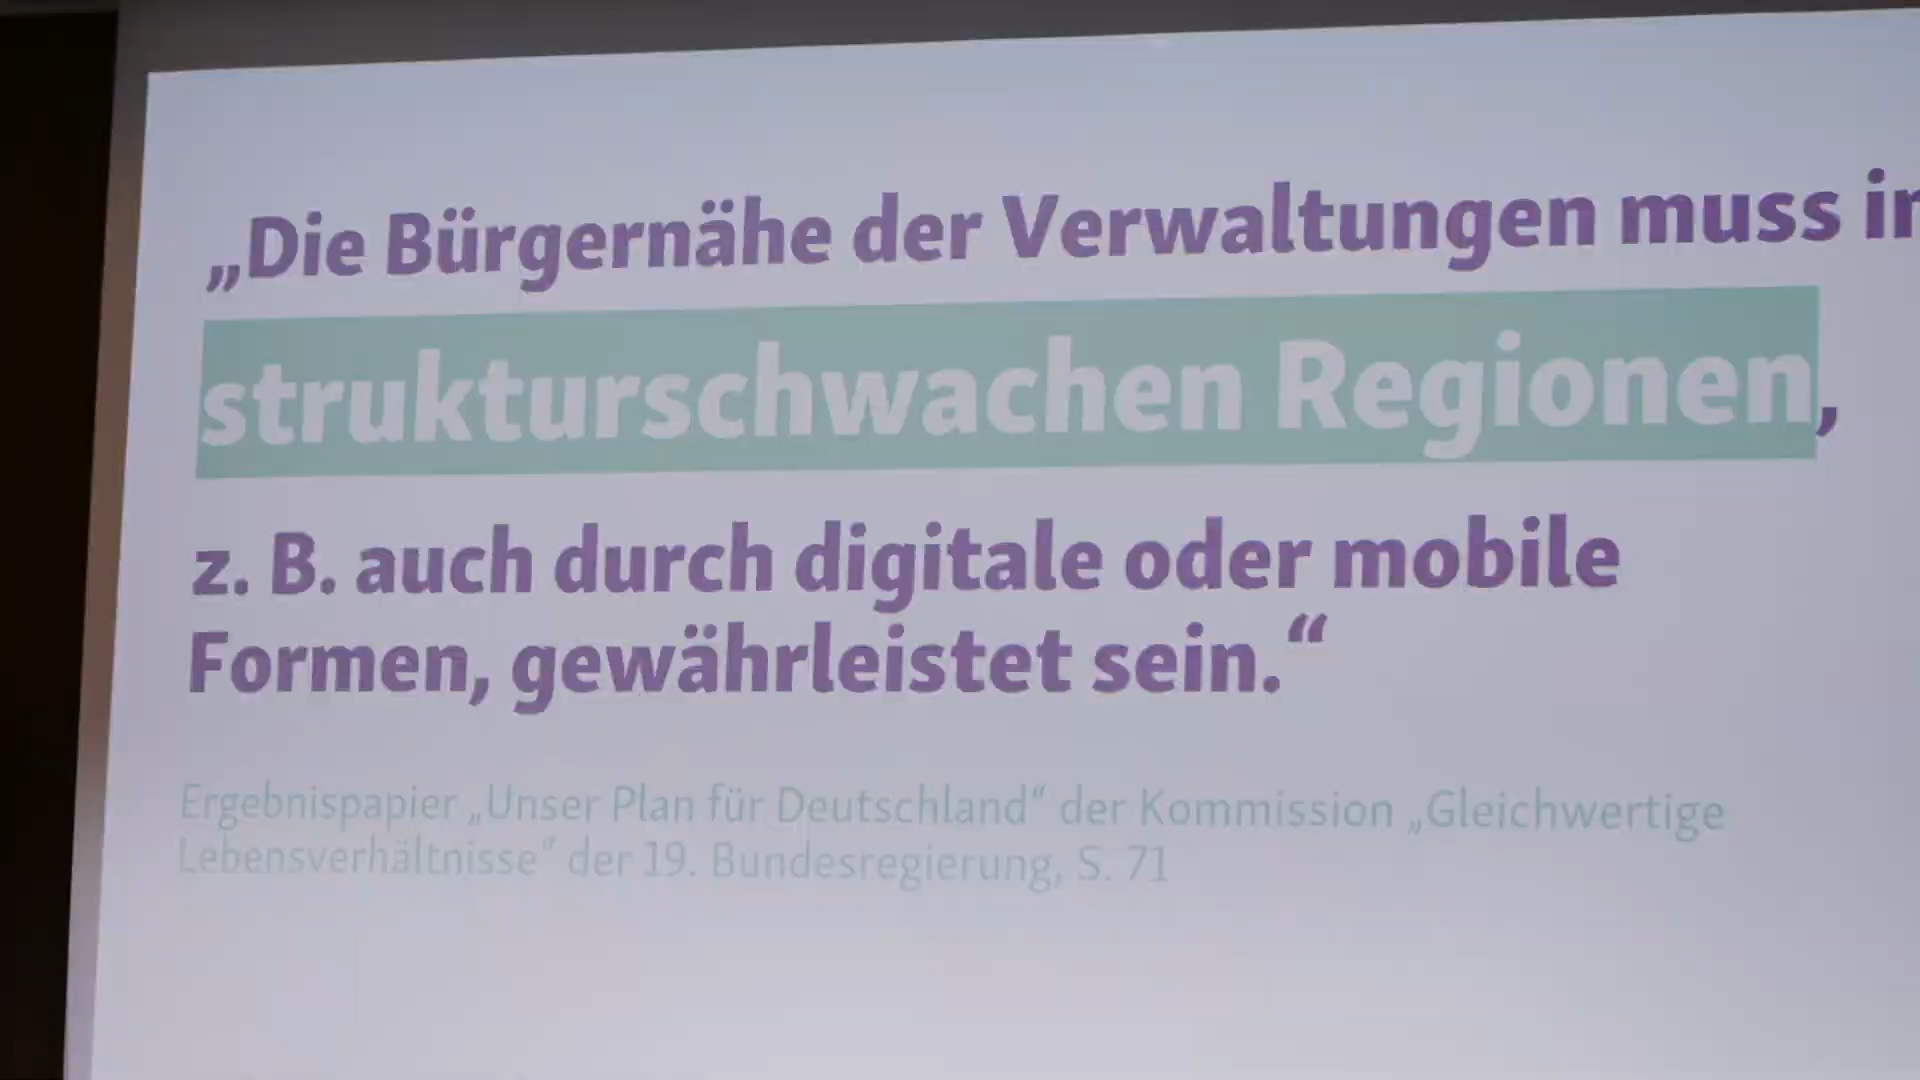 „Die Bürgernähe der Verwaltungen muss in
strukturschwachen Regionen,
z. B. auch durch digitale oder mobile
Formen, gewährleistet sein.“
Ergebnispapier „Unser Plan für Deutschland“ der Kommission „Gleichwertige
Lebensverhältnisse“ der 19. Bundesregierung, S. 71